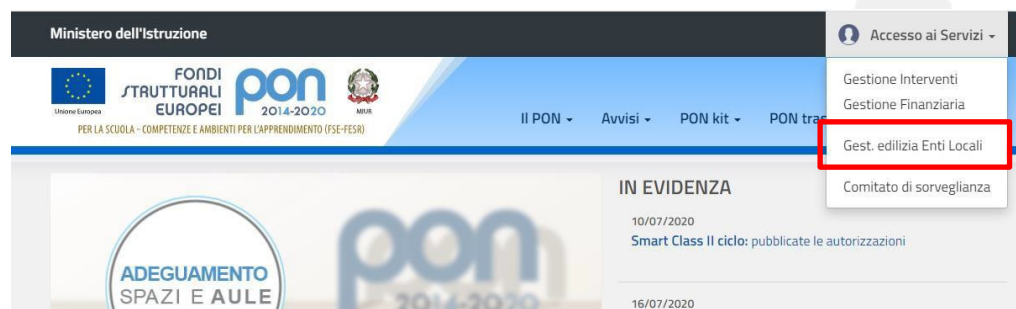 Ministero dell'Istruzione
Accesso ai Servizi
Unione Europea
FONDI
STRUTTURALI
EUROPEI
pon
2014-2020
MIUR
PER LA SCUOLA - COMPETENZE E AMBIENTI PER L'APPRENDIMENTO (FSE-FESR)
Il PON
Avvisi
PON kit
PON tras
Gestione Interventi
Gestione Finanziaria
Gest. edilizia Enti Locali
Comitato di sorveglianza
ADEGUAMENTO
SPAZI E AULE
pon
2014-2020
IN EVIDENZA
10/07/2020
Smart Class II ciclo: pubblicate le autorizzazioni
16/07/2020